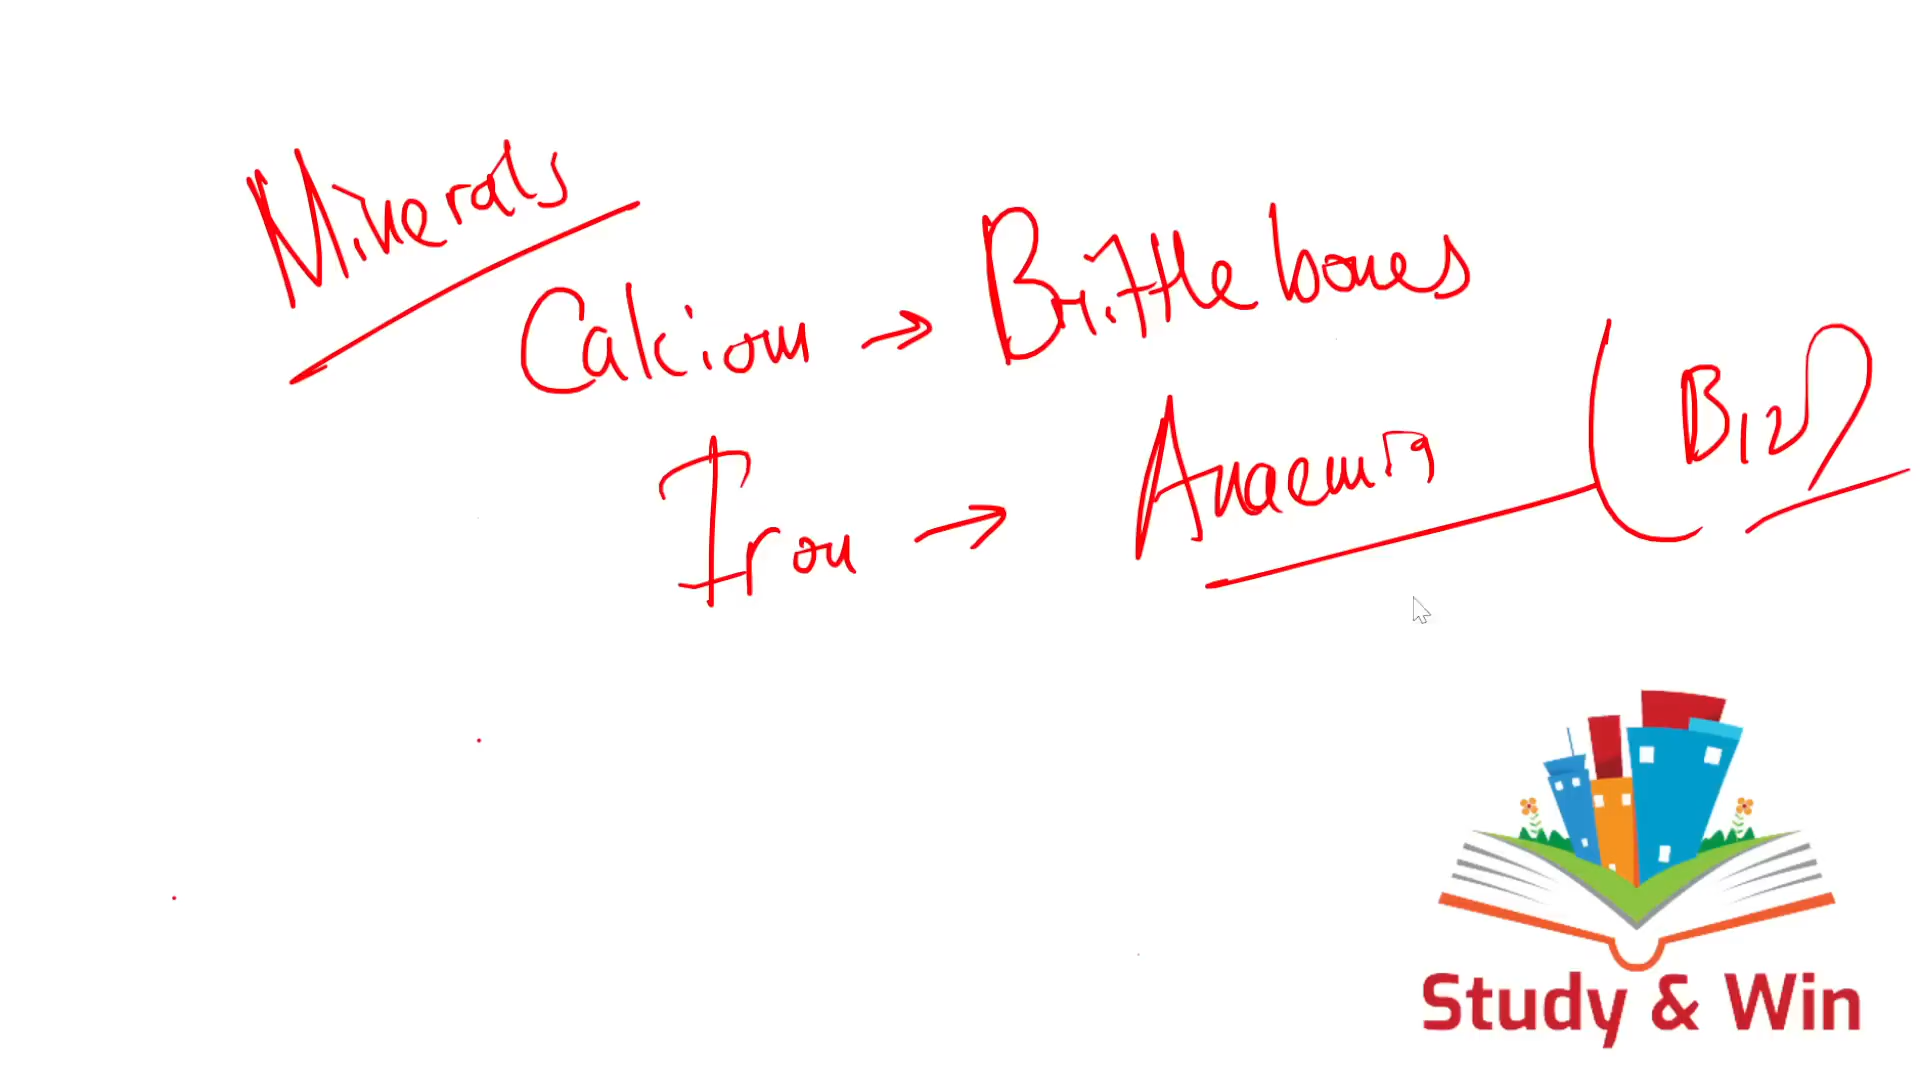 Minerals
Calcium → Brittle bones
Iron → Anaemia (B12)
Study & Win